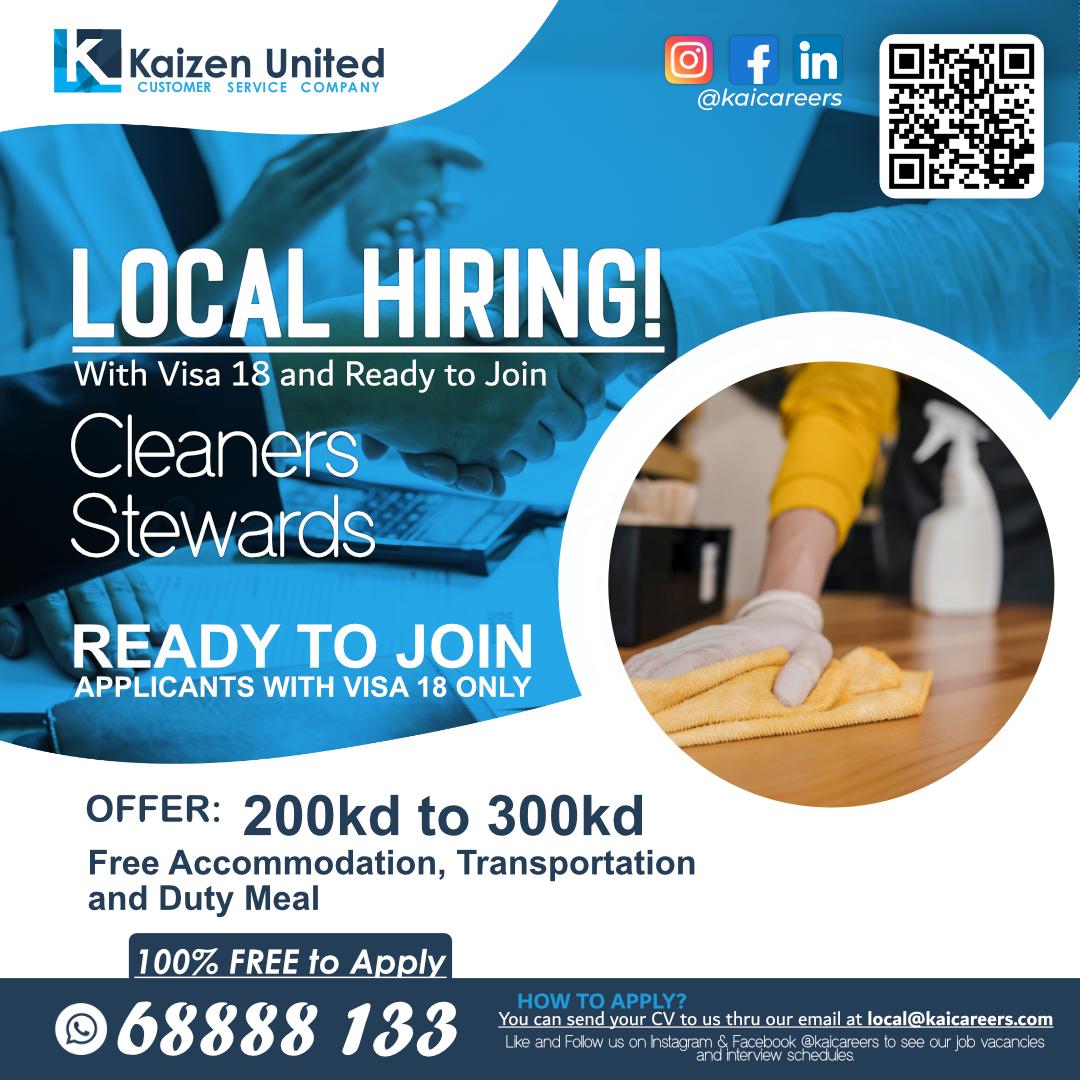 Kaizen United
CUSTOMER SERVICE COMPANY
@kaicareers
LOCAL HIRING!
With Visa 18 and Ready to Join
Cleaners
Stewards
READY TO JOIN
APPLICANTS WITH VISA 18 ONLY
OFFER: 200kd to 300kd
Free Accommodation, Transportation
and Duty Meal
100% FREE to Apply
68888 133
HOW TO APPLY?
You can send your CV to us thru our email at local@kaicareers.com
Like and Follow us on Instagram & Facebook @kaicareers to see our job vacancies
and interview schedules.